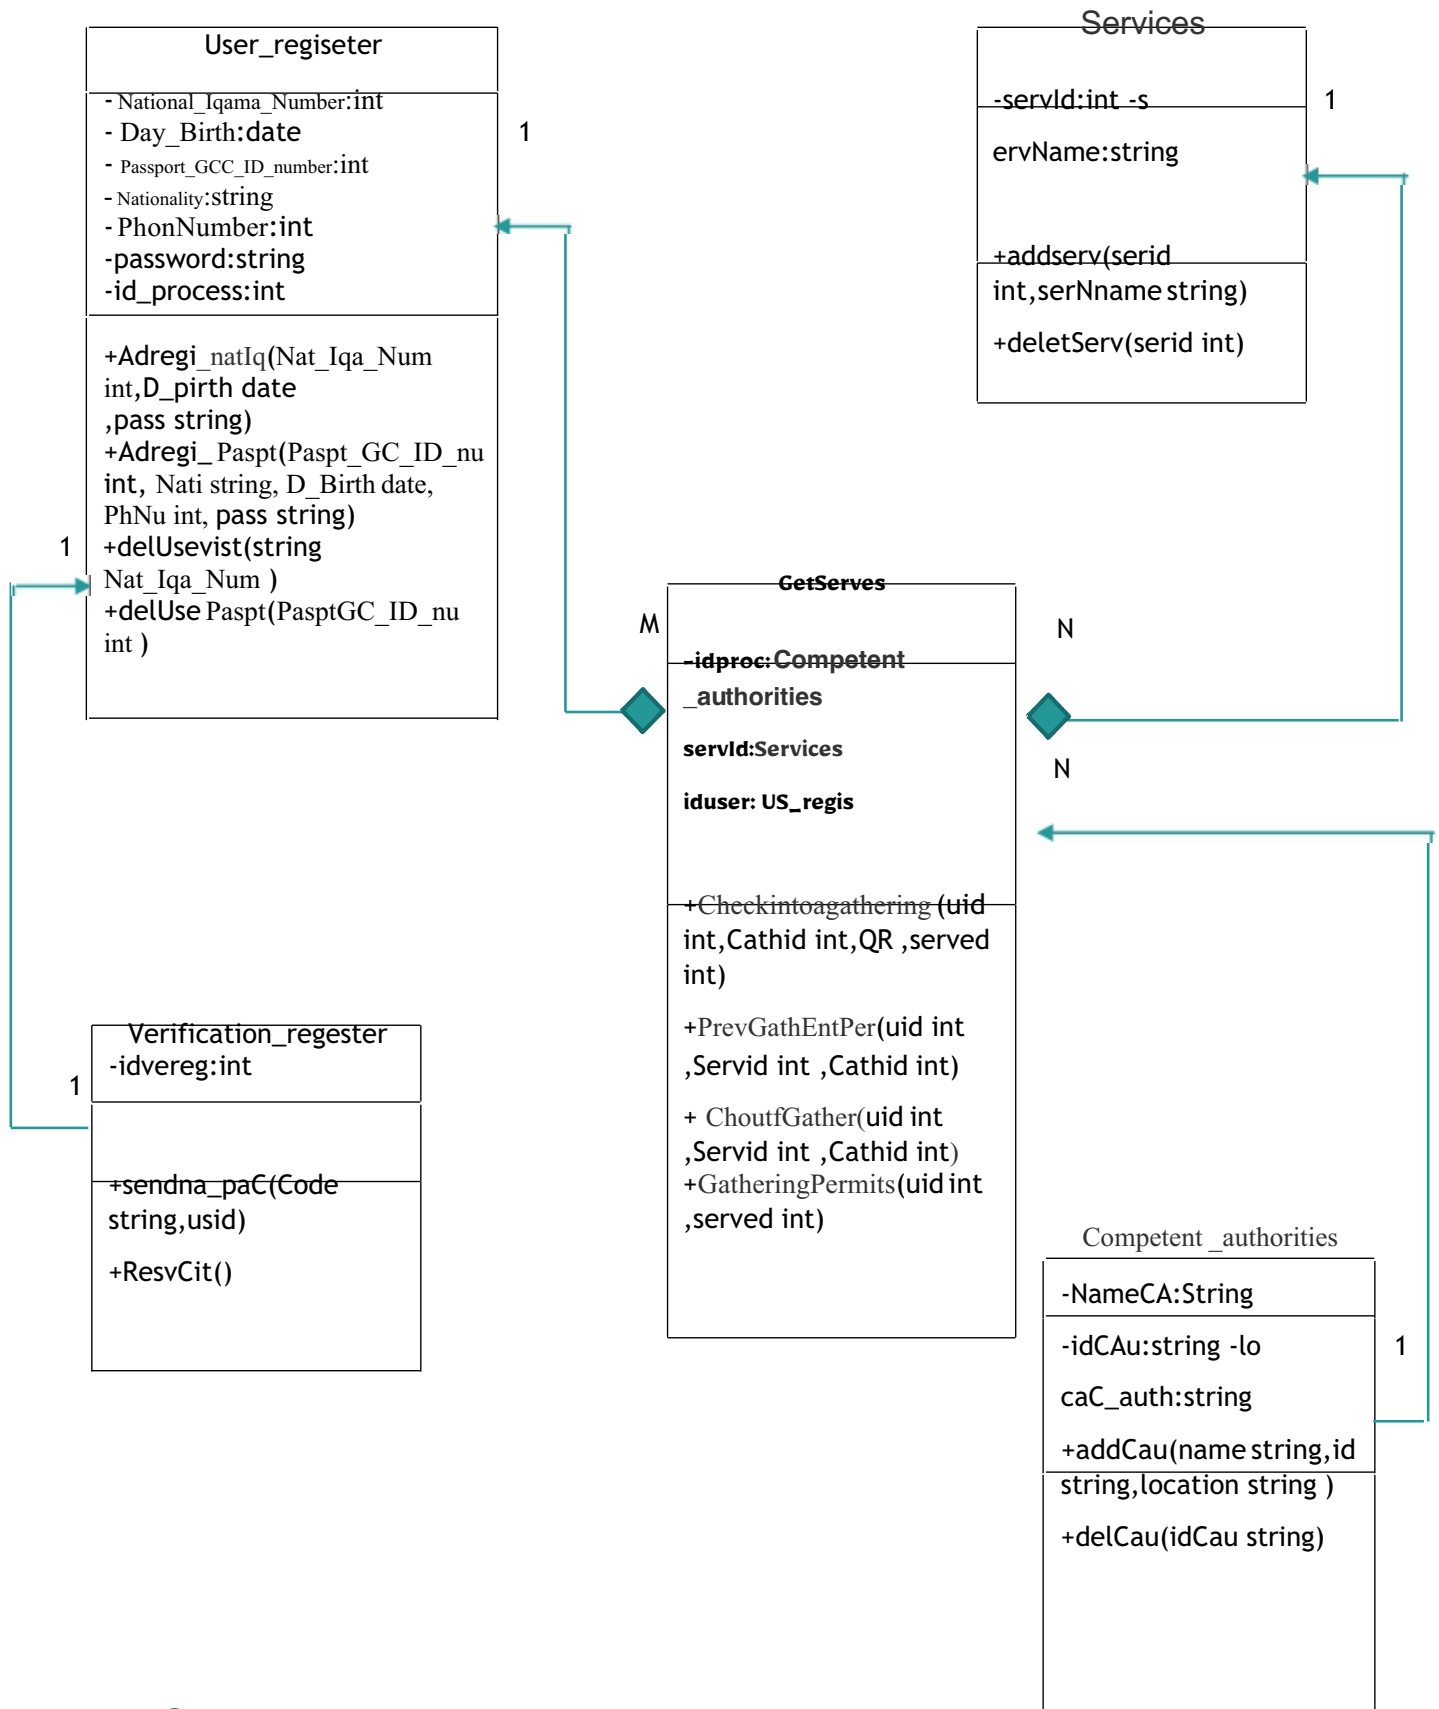 User_regiseter
- National_Iqama_Number:int
- Day_Birth:date
- Passport_GCC_ID_number:int
- Nationality:string
- PhonNumber:int
-password:string
-id_process:int
+Adregi_natIq(Nat_Iqa_Num
int,D_pirth date
,pass string)
+Adregi_ Paspt(Paspt_GC_ID_nu
int, Nati string, D_Birth date,
PhNu int, pass string)
+delUsevist(string
Nat_Iqa_Num )
+delUse Paspt(PasptGC_ID_nu
int )
1
1
Services
-servId:int -s
ervName:string
+addserv(serid
int,serNname string)
+deletServ(serid int)
1
GetServes
-idproc:Competent
_authorities
servId:Services
iduser: US_regis
+Checkintoagathering (uid
int,Cathid int,QR ,served
int)
+PrevGathEntPer(uid int
,Servid int ,Cathid int)
+ ChoutfGather(uid int
,Servid int ,Cathid int)
+GatheringPermits(uid int
,served int)
M
N
N
Verification_regester
-idvereg:int
+sendna_paC(Code
string,usid)
+ResvCit()
1
Competent _authorities
-NameCA:String
-idCAu:string -lo
caC_auth:string
+addCau(name string,id
string,location string )
+delCau(idCau string)
1